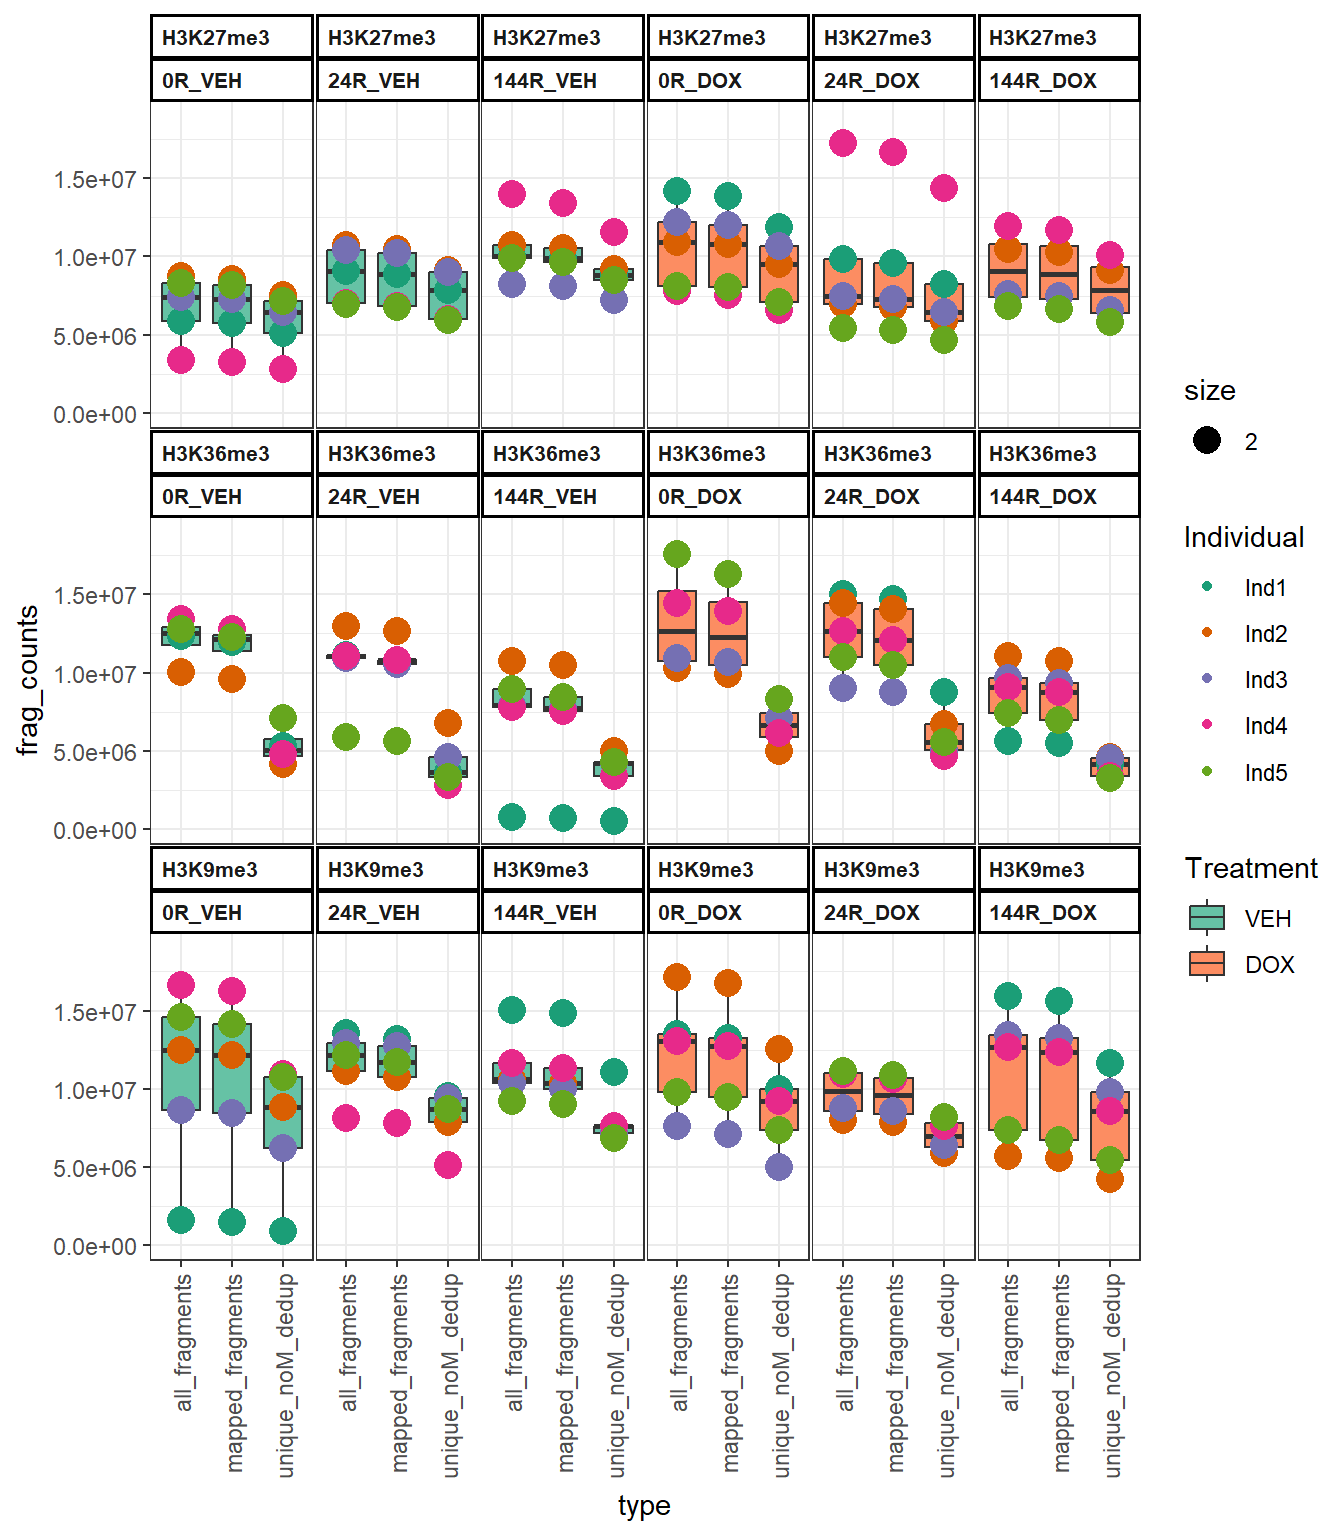 H3K27me3 H3K27me3 H3K27me3 H3K27me3 H3K27me3 H3K27me3
0R_VEH 24R_VEH 144R_VEH 0R_DOX 24R_DOX 144R_DOX
1.5e+07
1.0e+07
5.0e+06
0.0e+00
H3K36me3 H3K36me3 H3K36me3 H3K36me3 H3K36me3 H3K36me3
0R_VEH 24R_VEH 144R_VEH 0R_DOX 24R_DOX 144R_DOX
1.5e+07
1.0e+07
5.0e+06
0.0e+00
H3K9me3 H3K9me3 H3K9me3 H3K9me3 H3K9me3 H3K9me3
0R_VEH 24R_VEH 144R_VEH 0R_DOX 24R_DOX 144R_DOX
1.5e+07
1.0e+07
5.0e+06
0.0e+00
frag_counts
all_fragments mapped_fragments unique_noM_dedup all_fragments mapped_fragments unique_noM_dedup all_fragments mapped_fragments unique_noM_dedup all_fragments mapped_fragments unique_noM_dedup all_fragments mapped_fragments unique_noM_dedup all_fragments mapped_fragments unique_noM_dedup
type
size
2
Individual
Ind1
Ind2
Ind3
Ind4
Ind5
Treatment
VEH
DOX